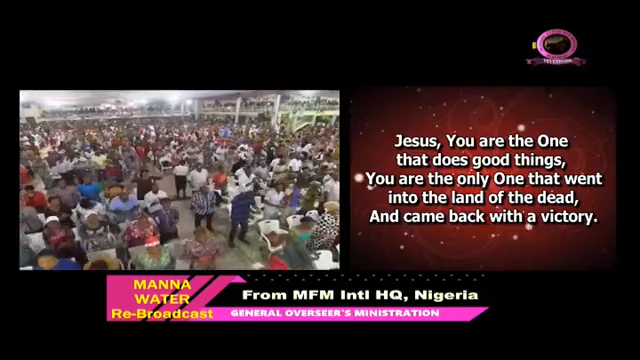 TELEVISION
Jesus, You are the One
that does good things,
You are the only One that went
into the land of the dead,
And came back with a victory.
MANNA
WATER
Re-Broadcast
From MFM Intl HQ, Nigeria
GENERAL OVERSEER'S MINISTRATION